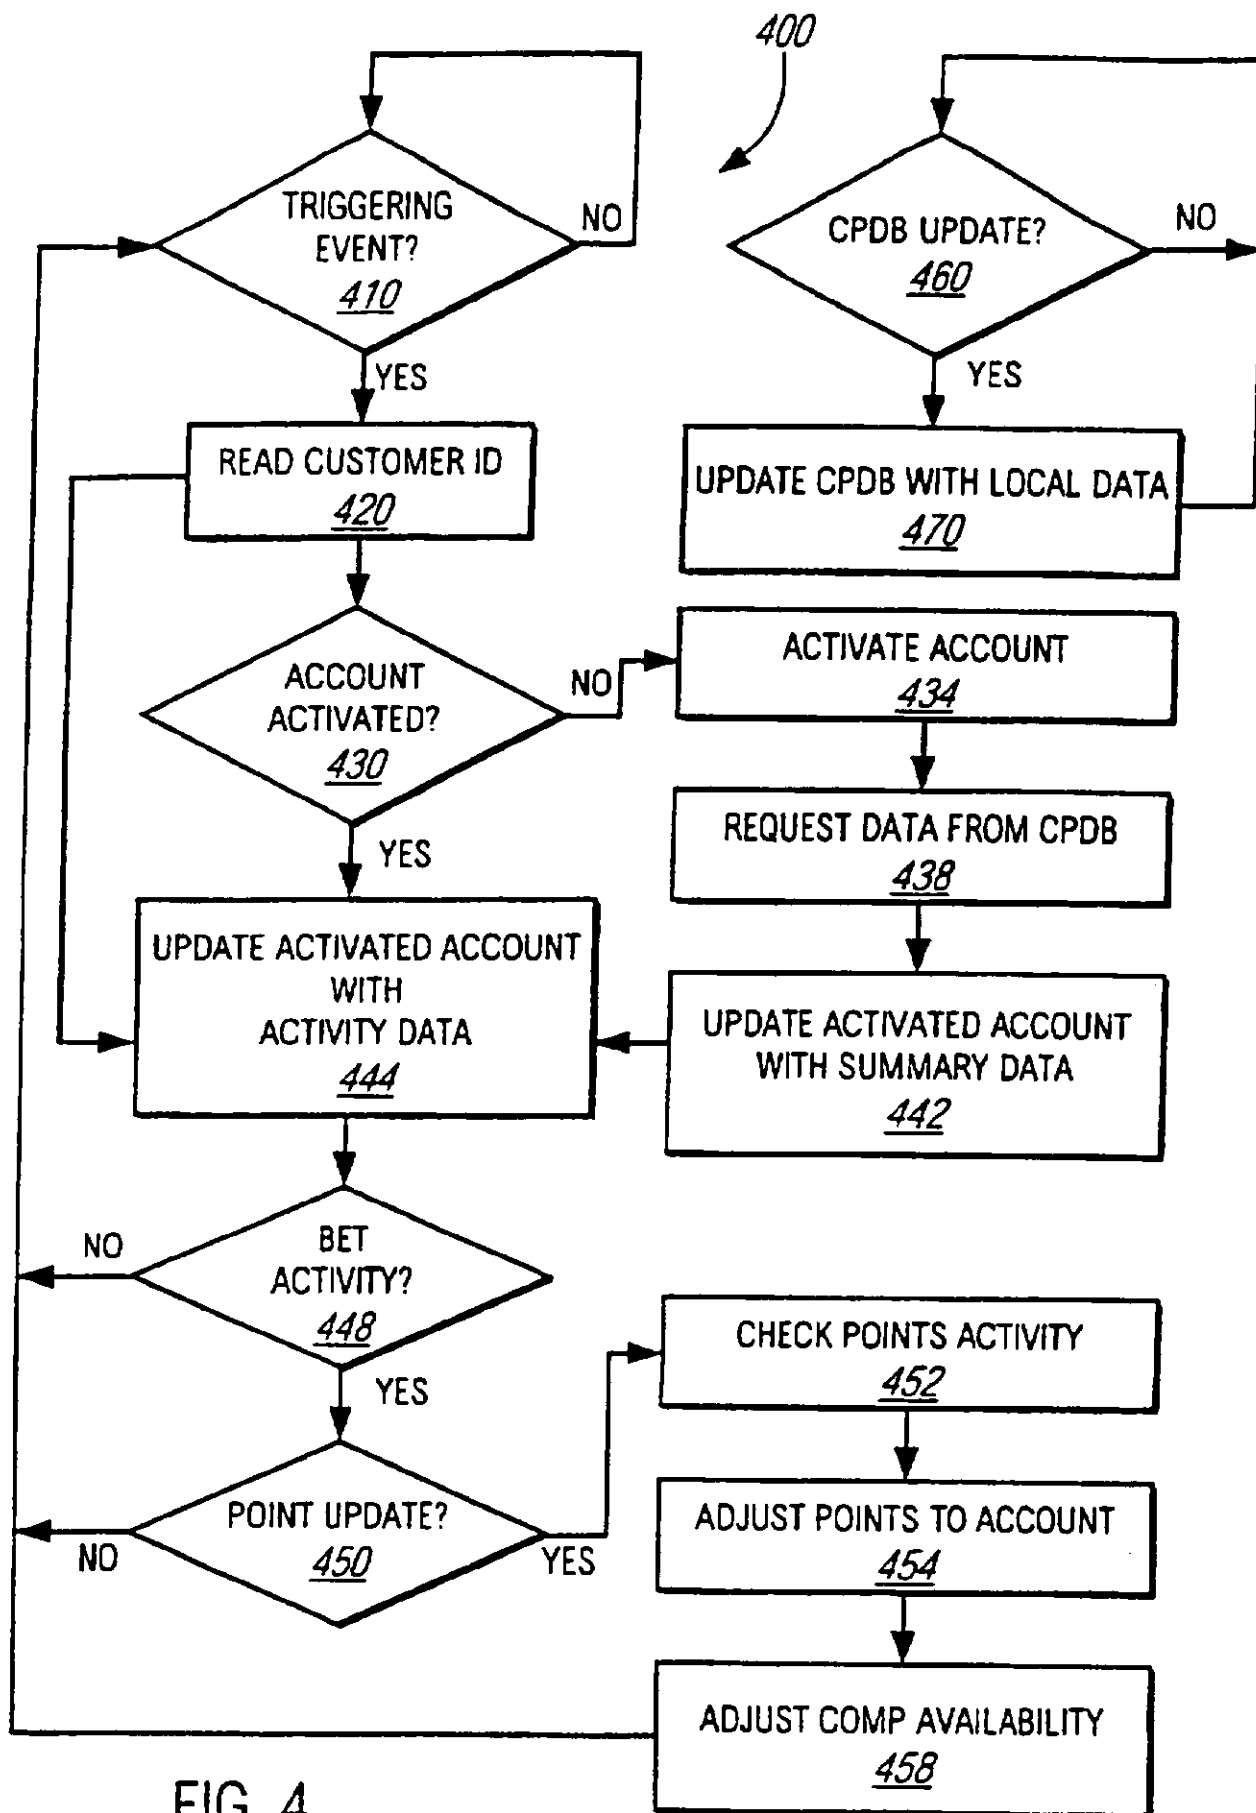 400
TRIGGERING
EVENT?
410
NO
YES
CPDB UPDATE?
460
NO
YES
READ CUSTOMER ID
420
UPDATE CPDB WITH LOCAL DATA
470
ACCOUNT
ACTIVATED?
430
NO
YES
ACTIVATE ACCOUNT
434
REQUEST DATA FROM CPDB
438
UPDATE ACTIVATED ACCOUNT
WITH
ACTIVITY DATA
444
UPDATE ACTIVATED ACCOUNT
WITH SUMMARY DATA
442
BET
ACTIVITY?
448
NO
YES
CHECK POINTS ACTIVITY
452
POINT UPDATE?
450
NO
YES
ADJUST POINTS TO ACCOUNT
454
ADJUST COMP AVAILABILITY
458
FIG. 4